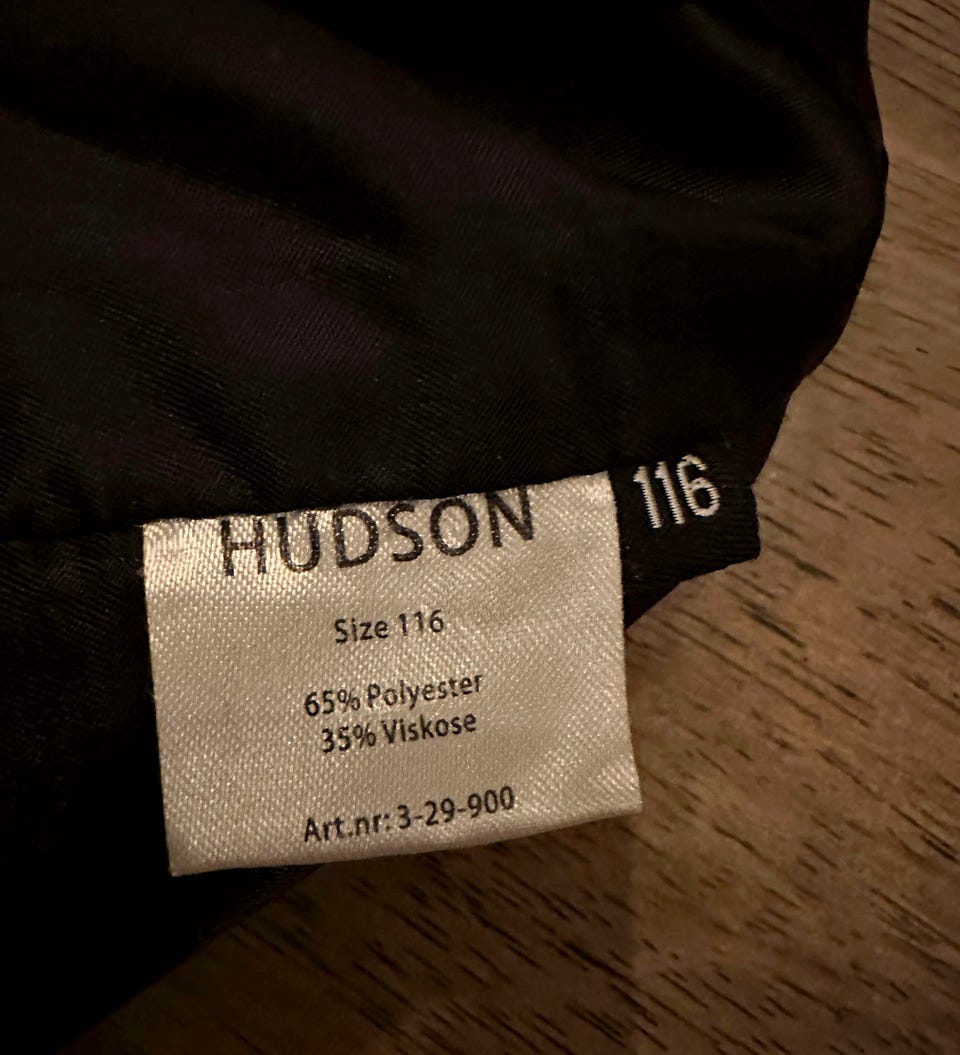 116
HUDSON
Size 116
65% Polyester
35% Viskose
Art.nr: 3-29-900